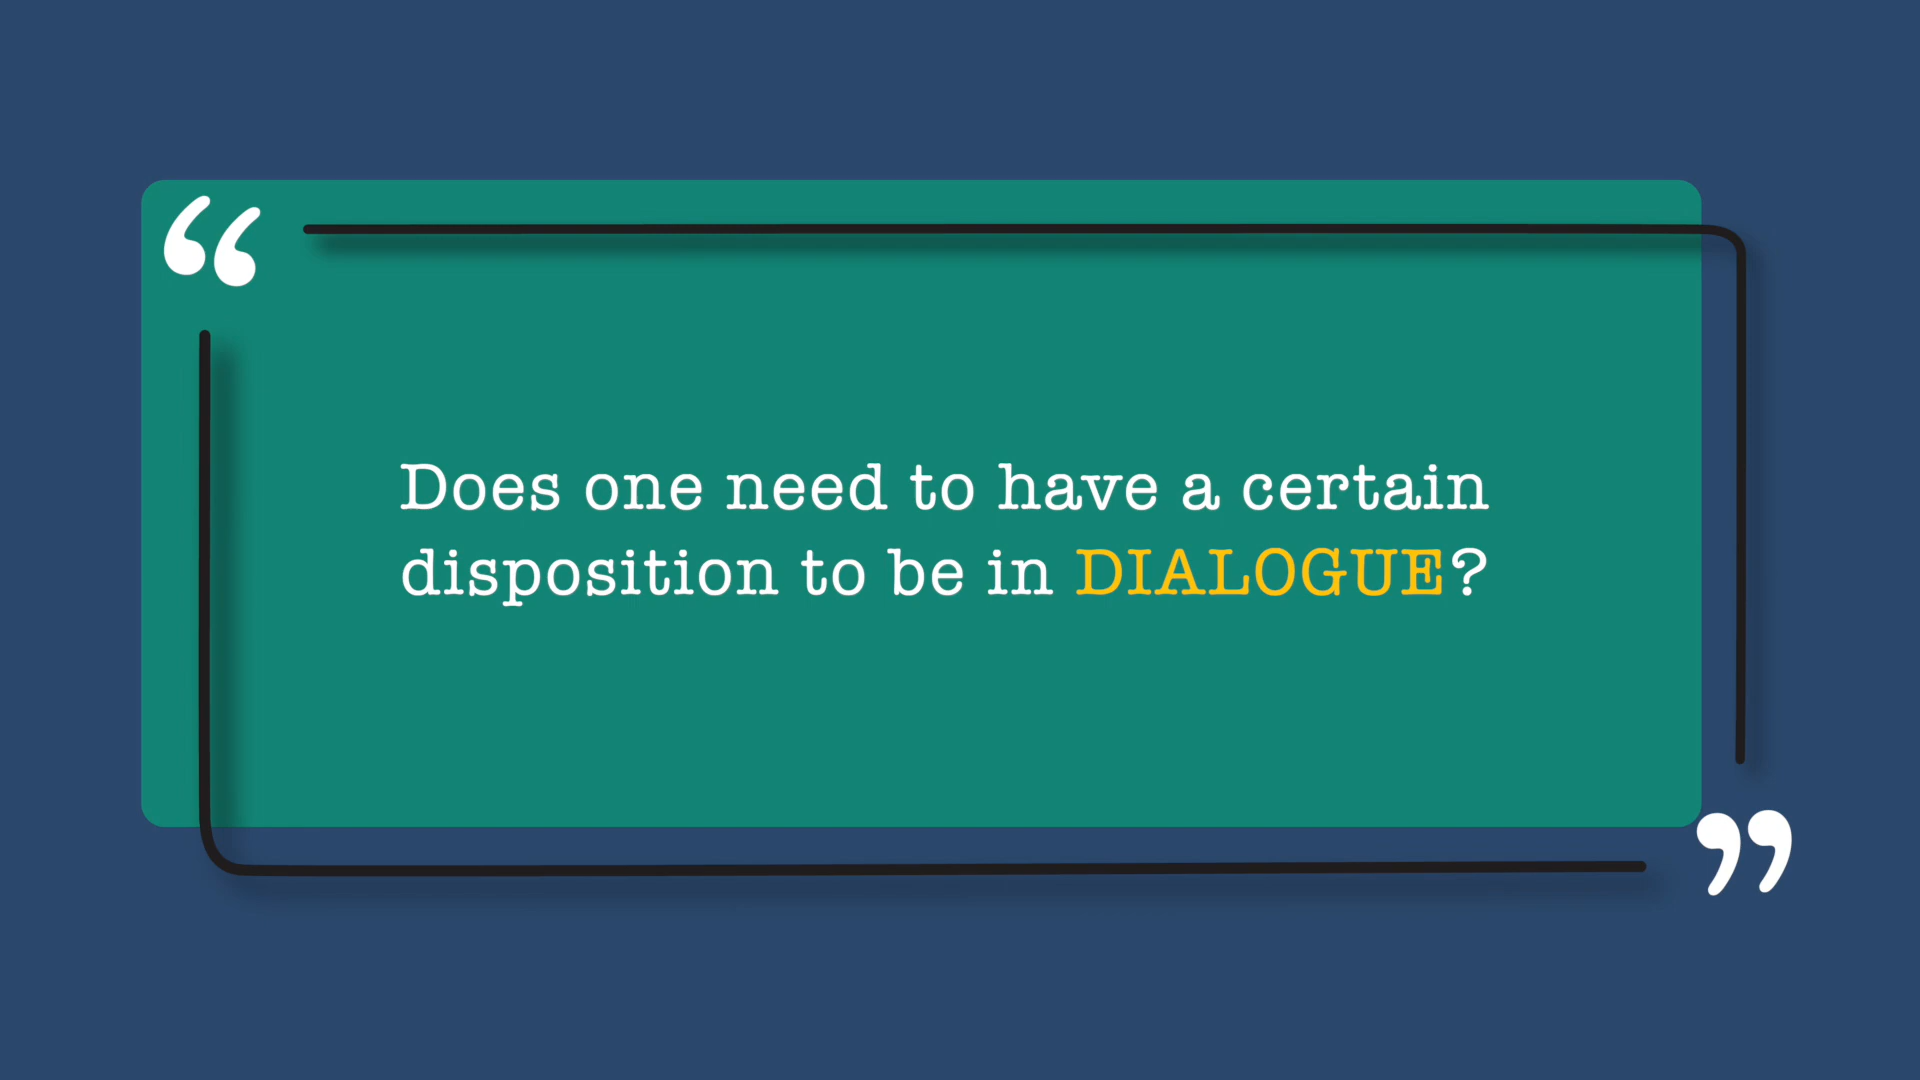 “
Does one need to have a certain
disposition to be in DIALOGUE?
”